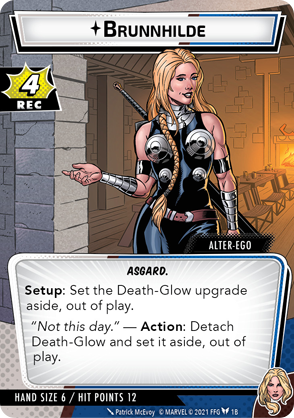 BRUNNHILDE
4
REC
ALTER-EGO
ASGARD.
Setup: Set the Death-Glow upgrade
aside, out of play.
"Not this day." — Action: Detach
Death-Glow and set it aside, out of
play.
HAND SIZE 6 / HIT POINTS 12
Patrick McEvoy © MARVEL © 2021 FFG 18